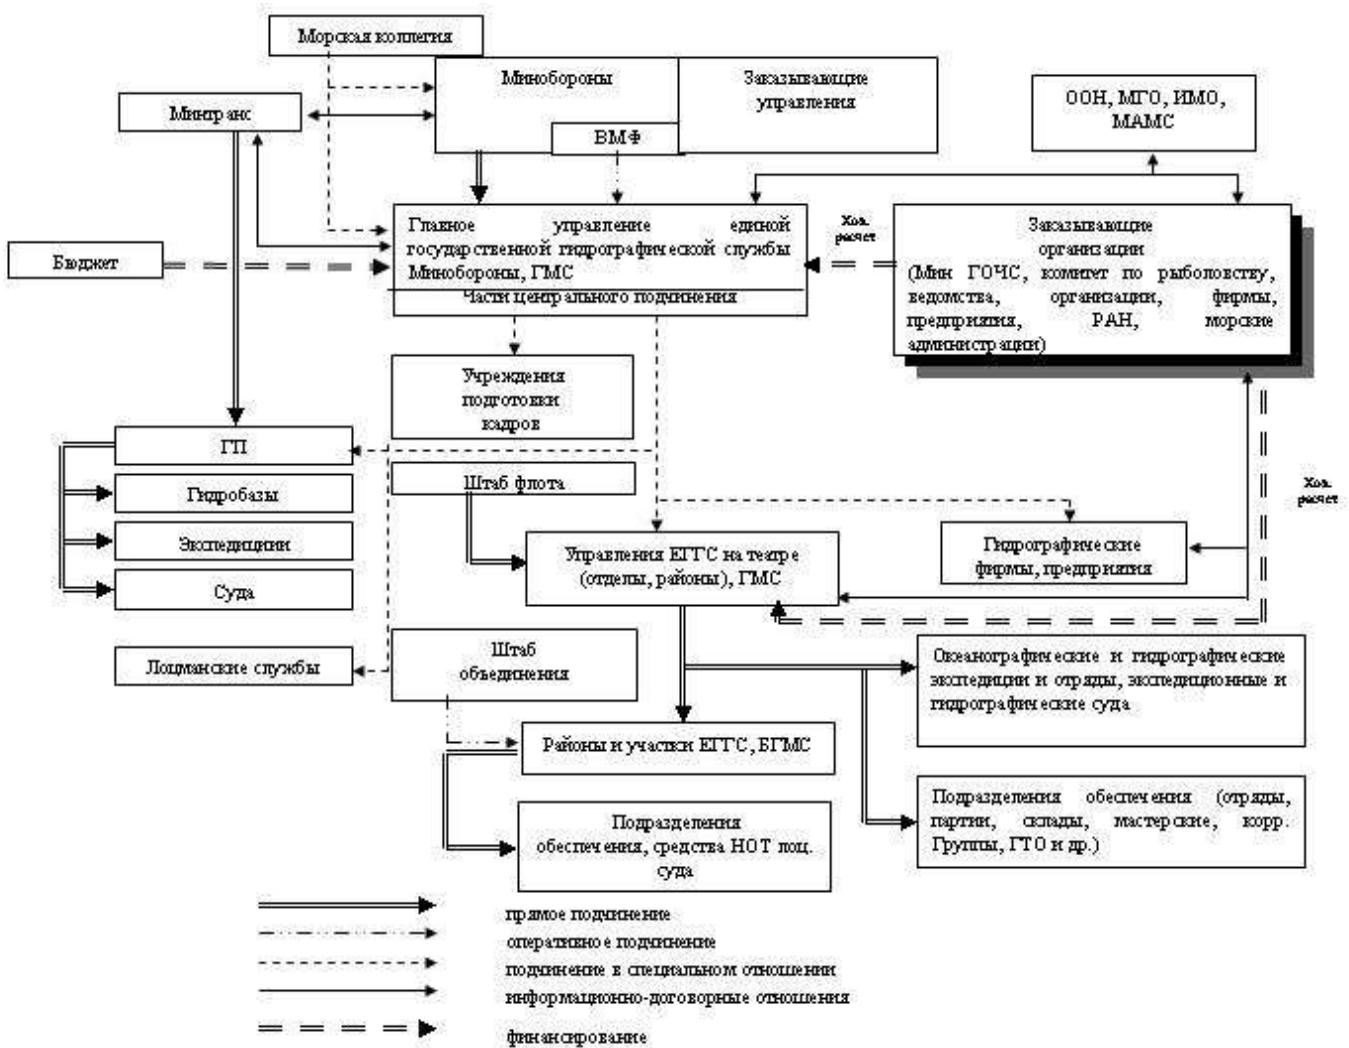 Морская коллегия
Минобороны
Заказывающие
управления
ООН, МГО, ИМО,
МАМС
Минтранс
ВМФ
Главное управление единой
государственной гидрографической службы
Минобороны, ГМС
Части центрального подчинения
Хоз.
расчет
Заказывающие
организации
(Мин ГОЧС, комитет по рыболовству,
ведомства, организации, фирмы,
предприятия, РАН, морские
администрации)
Бюджет
Учреждения
подготовки
кадров
ГП
Штаб флота
Гидробазы
Хоз.
расчет
Экспедициии
Управления ЕГГС на театре
(отделы, районы), ГМС
Гидрографические
фирмы, предприятия
Суда
Лоцманские службы
Штаб
объединения
Океанографические и гидрографические
экспедиции и отряды, экспедиционные и
гидрографические суда
Районы и участки ЕГГС, БГМС
Подразделения обеспечения (отряды,
партии, склады, мастерские, корр.
Группы, ГТО и др.)
Подразделения
обеспечения, средства НОТ лоц.
суда
прямое подчинение
оперативное подчинение
подчинение в специальном отношении
информационно-договорные отношения
финансирование